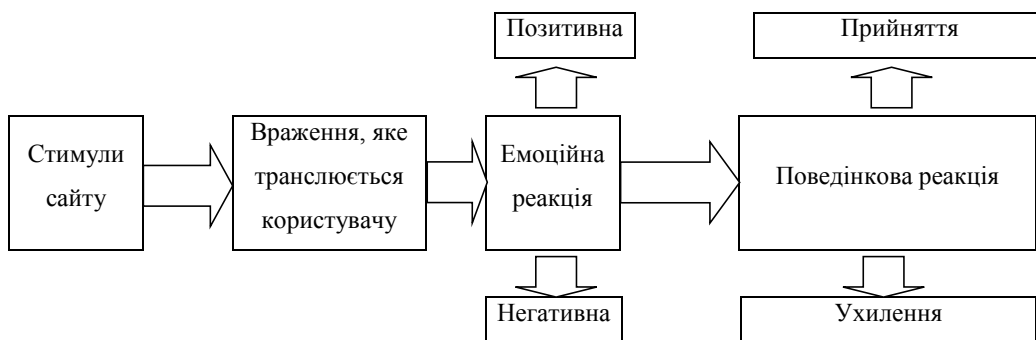 Позитивна
Прийняття
Стимули
сайту
Враження, яке
транслюється
користувачу
Емоційна
реакція
Поведінкова реакція
Негативна
Ухилення